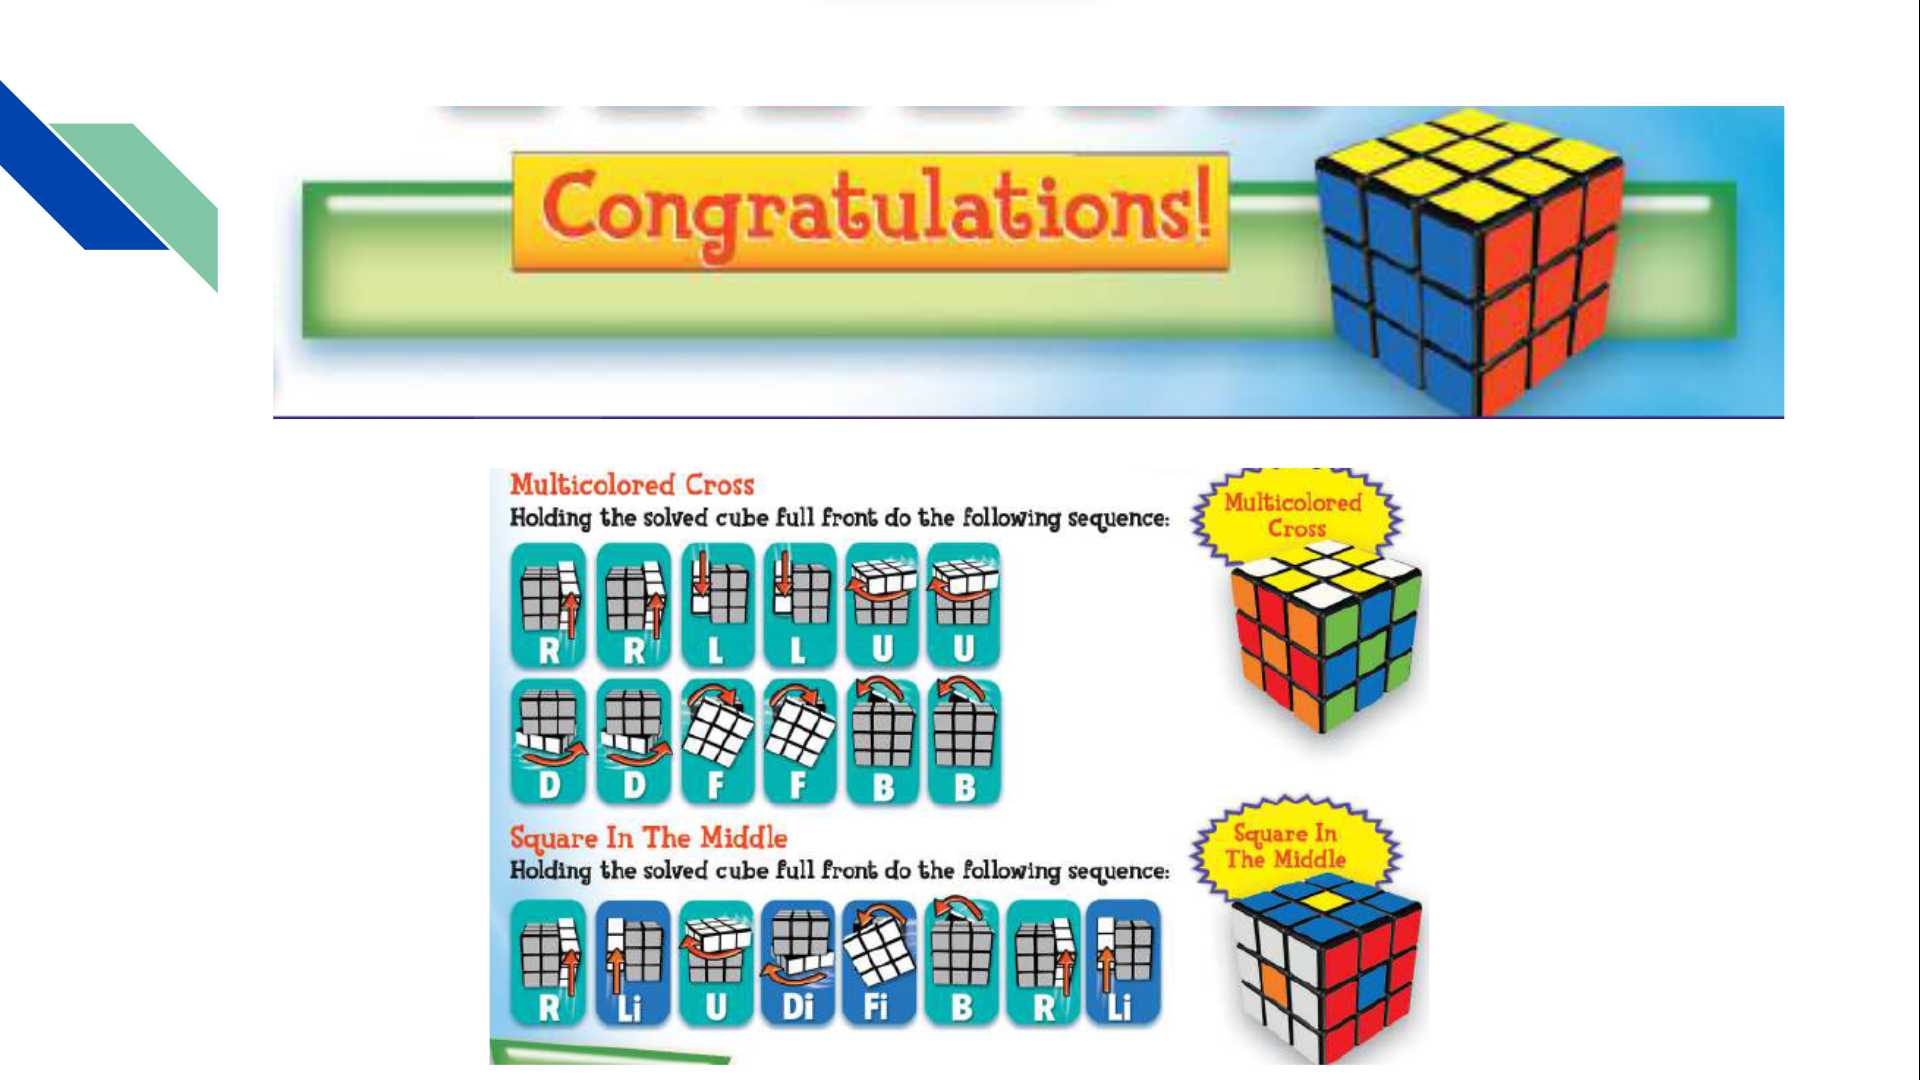 Congratulations!
Multicolored Cross
Holding the solved cube full front do the following sequence:
R R L L U U
D D F F B B
Multicolored
Cross
Square In The Middle
Holding the solved cube full front do the following sequence:
R Li U Di Fi B R Li
Square In
The Middle